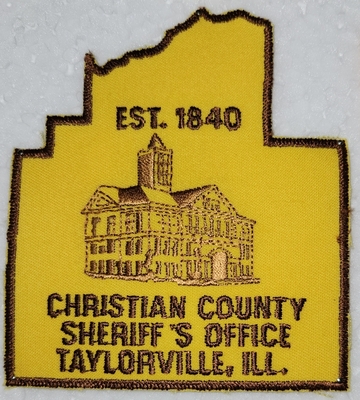 EST. 1840
CHRISTIAN COUNTY
SHERIFF'S OFFICE
TAYLORVILLE, ILL.